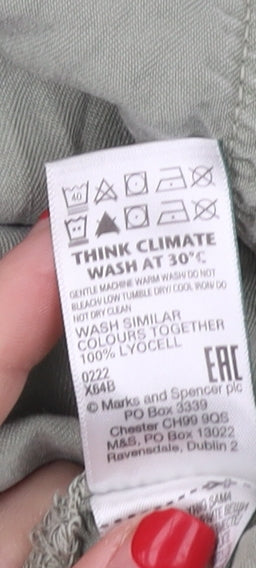 40
THINK CLIMATE
WASH AT 30°C
GENTLE MACHINE WARM WASH/ DO NOT
BLEACH/ LOW TUMBLE DRY/ COOL IRON/ DO
NOT DRY CLEAN
WASH SIMILAR
COLOURS TOGETHER
100% LYOCELL
0222
X64B
EAC
© Marks and Spencer plc
PO Box 3339
Chester CH99 9QS
M&S, PO Box 13022
Ravensdale, Dublin 2
SAMA